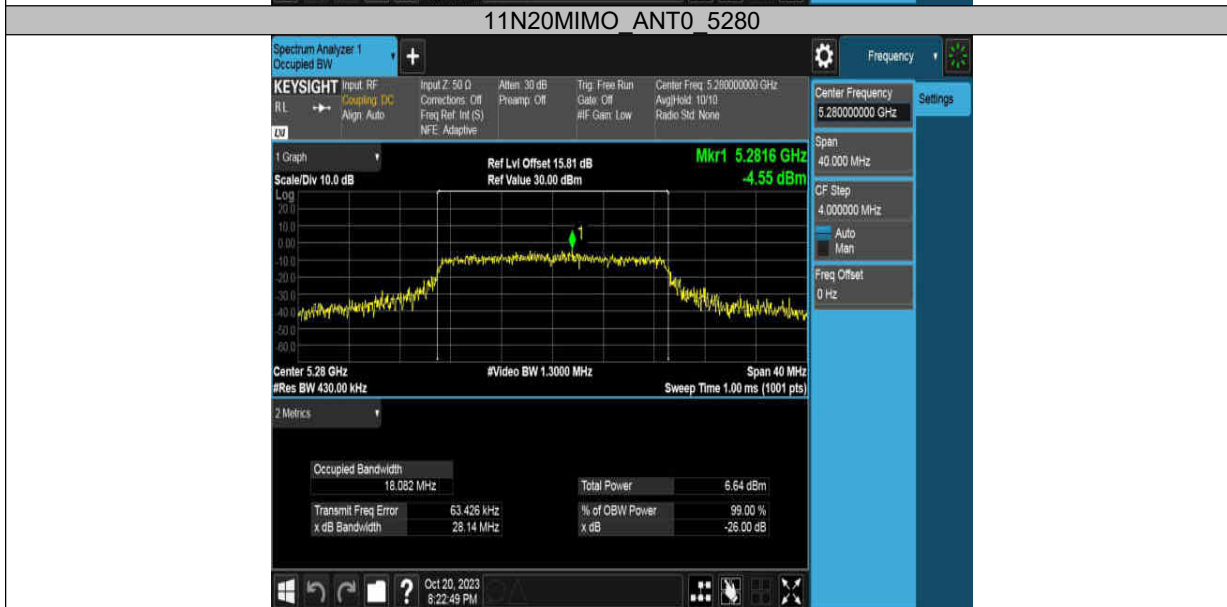 11N20MIMO_ANT0_5280
Spectrum Analyzer 1
Occupied BW
Frequency
KEYSIGHT
RL
LXI
Input: RF
Coupling: DC
Align: Auto
Input Z: 50 Ω
Corrections: Off
Freq Ref: Int (S)
NFE: Adaptive
Atten: 30 dB
Preamp: Off
Trig: Free Run
Gate: Off
#IF Gain: Low
Center Freq: 5.280000000 GHz
Avg|Hold: 10/10
Radio Std: None
Center Frequency
5.280000000 GHz
Settings
Span
40.000 MHz
CF Step
4.000000 MHz
Auto
Man
Freq Offset
0 Hz
1 Graph
Scale/Div 10.0 dB
Ref Lvl Offset 15.81 dB
Ref Value 30.00 dBm
Mkr1 5.2816 GHz
-4.55 dBm
Log
20.0
10.0
0.00
-10.0
-20.0
-30.0
-40.0
-50.0
-60.0
1
Center 5.28 GHz
#Video BW 1.3000 MHz
Span 40 MHz
#Res BW 430.00 kHz
Sweep Time 1.00 ms (1001 pts)
2 Metrics
Occupied Bandwidth
18.082 MHz
Total Power 6.64 dBm
Transmit Freq Error 63.426 kHz
% of OBW Power 99.00 %
x dB Bandwidth 28.14 MHz
x dB -26.00 dB
?
Oct 20, 2023
8:22:49 PM